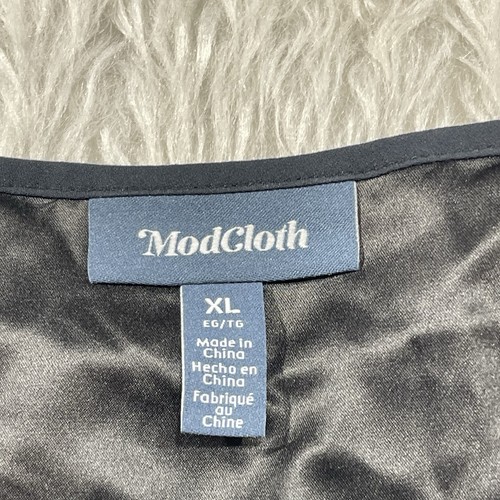 ModCloth
XL
EG/TG
Made in
China
Hecho en
China
Fabriqué
au
Chine